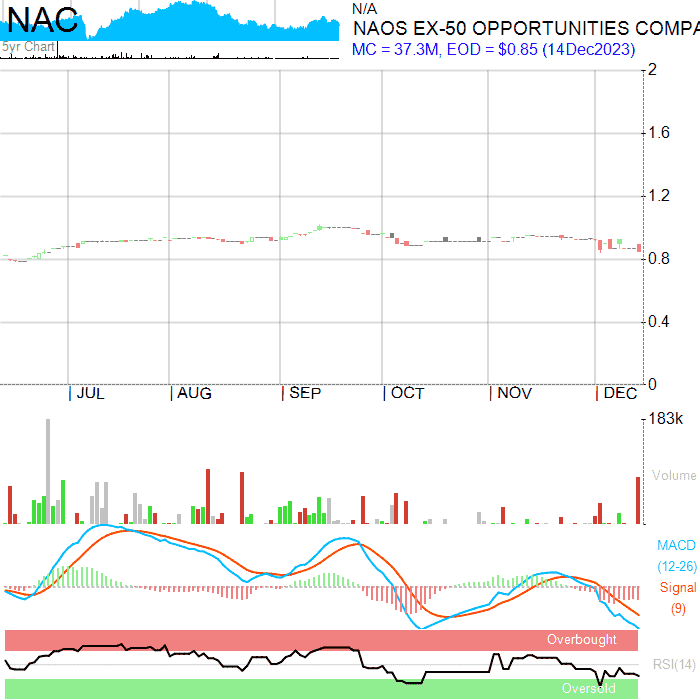 NAC
5yr Chart
N/A
NAOS EX-50 OPPORTUNITIES COMPA
MC = 37.3M, EOD = $0.85 (14Dec2023)
2
1.6
1.2
0.8
0.4
0
JUL AUG SEP OCT NOV DEC
183k
Volume
MACD
(12-26)
Signal
(9)
Overbought
RSI(14)
Oversold